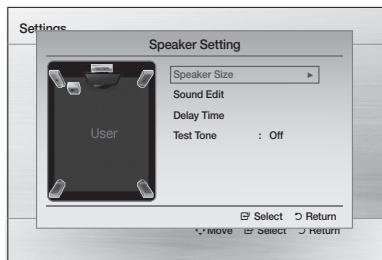 Settings
Speaker Setting
Speaker Size ►
Sound Edit
Delay Time
Test Tone : Off
User
Select Return
Move Select Return